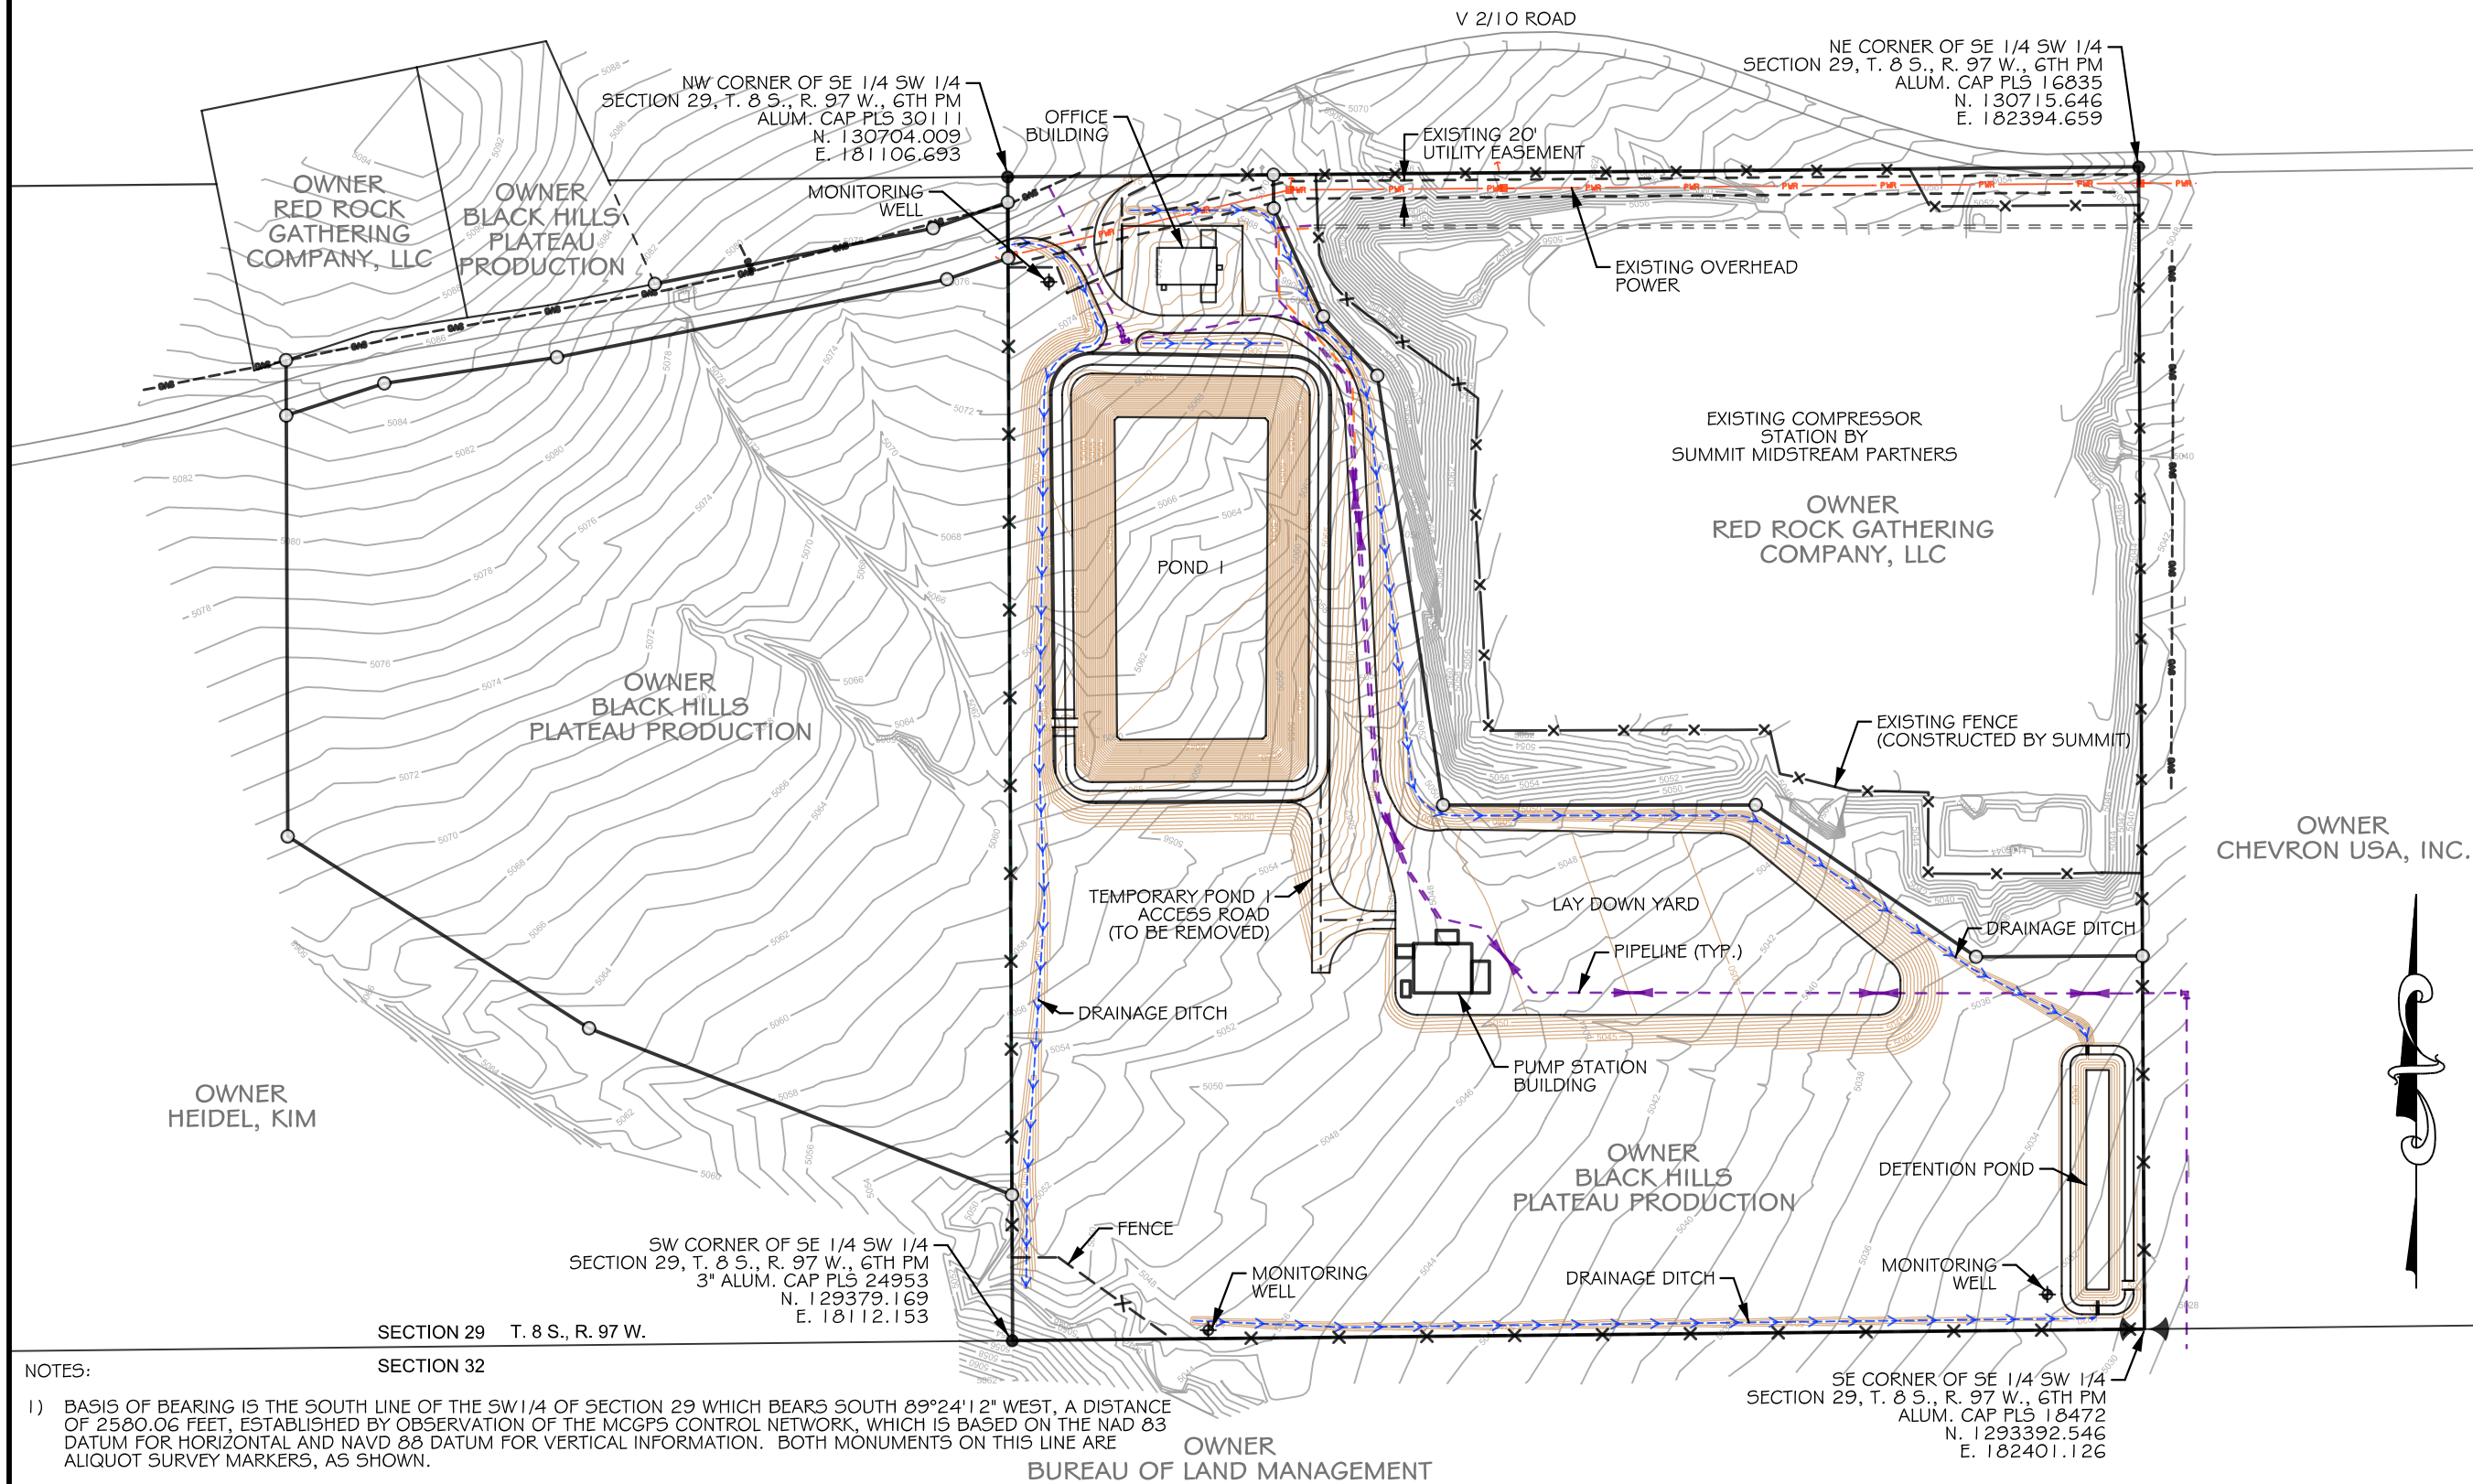 V 2/10 ROAD
NW CORNER OF SE 1/4 SW 1/4
SECTION 29, T. 8 S., R. 97 W., 6TH PM
ALUM. CAP PLS 30111
N. 130704.009
E. 181106.693
OFFICE
BUILDING
MONITORING
WELL
EXISTING 20'
UTILITY EASEMENT
NE CORNER OF SE 1/4 SW 1/4
SECTION 29, T. 8 S., R. 97 W., 6TH PM
ALUM. CAP PLS 16835
N. 130715.646
E. 182394.659
OWNER
RED ROCK
GATHERING
COMPANY, LLC
OWNER
BLACK HILLS
PLATEAU
PRODUCTION
EXISTING OVERHEAD
POWER
EXISTING COMPRESSOR
STATION BY
SUMMIT MIDSTREAM PARTNERS
OWNER
RED ROCK GATHERING
COMPANY, LLC
POND 1
OWNER
BLACK HILLS
PLATEAU PRODUCTION
EXISTING FENCE
(CONSTRUCTED BY SUMMIT)
OWNER
CHEVRON USA, INC.
TEMPORARY POND 1
ACCESS ROAD
(TO BE REMOVED)
LAY DOWN YARD
DRAINAGE DITCH
PIPELINE (TYP.)
DRAINAGE DITCH
PUMP STATION
BUILDING
OWNER
HEIDEL, KIM
OWNER
BLACK HILLS
PLATEAU PRODUCTION
DETENTION POND
FENCE
SW CORNER OF SE 1/4 SW 1/4
SECTION 29, T. 8 S., R. 97 W., 6TH PM
3" ALUM. CAP PLS 24953
N. 129379.169
E. 18112.153
MONITORING
WELL
DRAINAGE DITCH
MONITORING
WELL
SECTION 29 T. 8 S., R. 97 W.
SECTION 32
SE CORNER OF SE 1/4 SW 1/4
SECTION 29, T. 8 S., R. 97 W., 6TH PM
ALUM. CAP PLS 18472
N. 1293392.546
E. 182401.126
NOTES:
1) BASIS OF BEARING IS THE SOUTH LINE OF THE SW1/4 OF SECTION 29 WHICH BEARS SOUTH 89°24'12" WEST, A DISTANCE
OF 2580.06 FEET, ESTABLISHED BY OBSERVATION OF THE MCGPS CONTROL NETWORK, WHICH IS BASED ON THE NAD 83
DATUM FOR HORIZONTAL AND NAVD 88 DATUM FOR VERTICAL INFORMATION. BOTH MONUMENTS ON THIS LINE ARE
ALIQUOT SURVEY MARKERS, AS SHOWN.
OWNER
BUREAU OF LAND MANAGEMENT